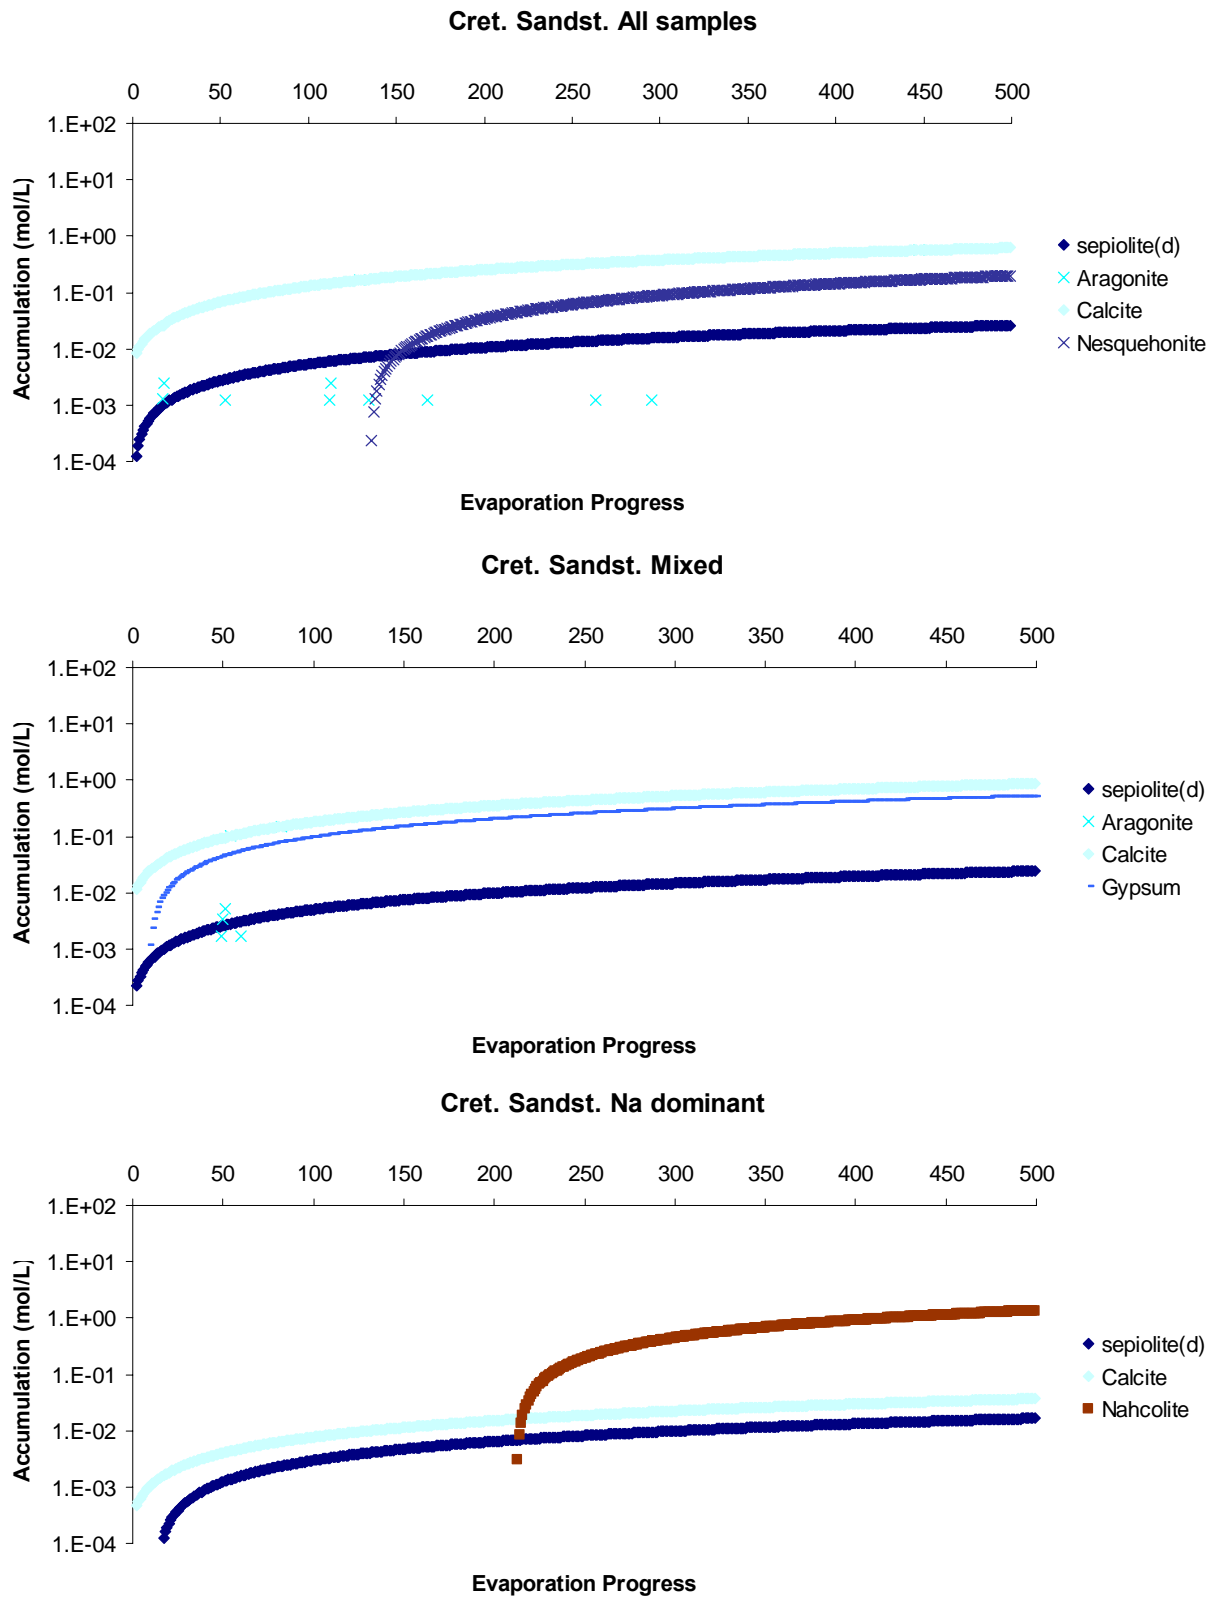 Cret. Sandst. All samples
0 50 100 150 200 250 300 350 400 450 500
1.E+02
1.E+01
1.E+00
1.E-01
1.E-02
1.E-03
1.E-04
Accumulation (mol/L)
sepiolite(d)
Aragonite
Calcite
Nesquehonite
Evaporation Progress
Cret. Sandst. Mixed
0 50 100 150 200 250 300 350 400 450 500
1.E+02
1.E+01
1.E+00
1.E-01
1.E-02
1.E-03
1.E-04
Accumulation (mol/L)
sepiolite(d)
Aragonite
Calcite
Gypsum
Evaporation Progress
Cret. Sandst. Na dominant
0 50 100 150 200 250 300 350 400 450 500
1.E+02
1.E+01
1.E+00
1.E-01
1.E-02
1.E-03
1.E-04
Accumulation (mol/L)
sepiolite(d)
Calcite
Nahcolite
Evaporation Progress